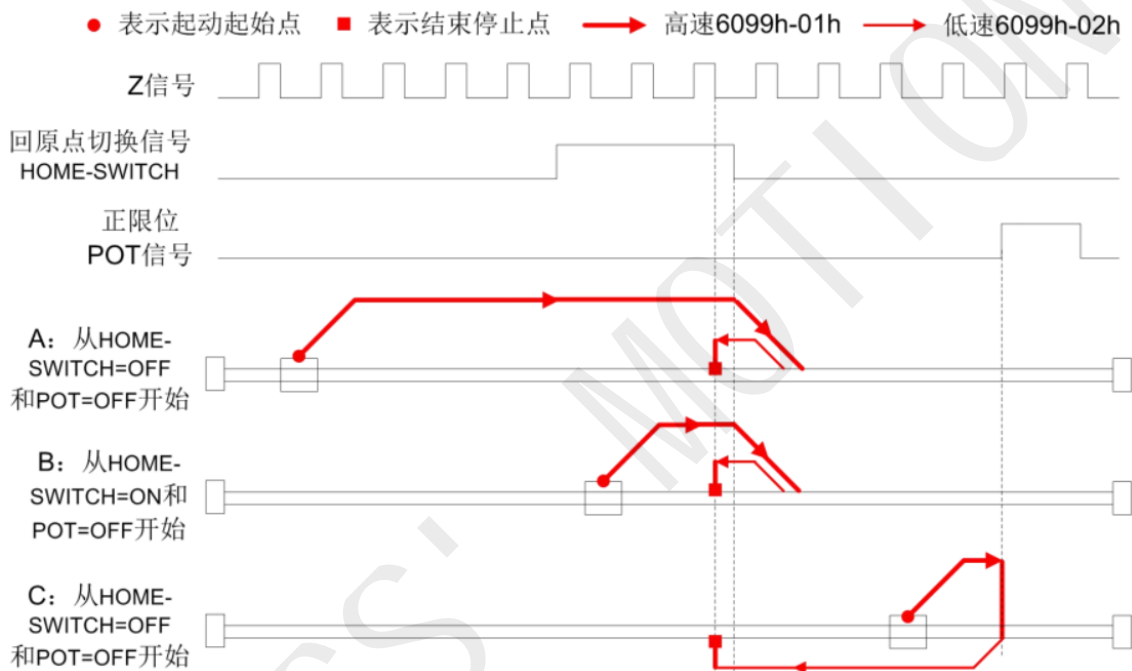 表示起动起始点 表示结束停止点 高速6099h-01h 低速6099h-02h
Z信号
回原点切换信号
HOME-SWITCH
正限位
POT信号
A：从HOME-
SWITCH=OFF
和POT=OFF开始
B：从HOME-
SWITCH=ON和
POT=OFF开始
C：从HOME-
SWITCH=OFF
和POT=OFF开始
S' MOTION